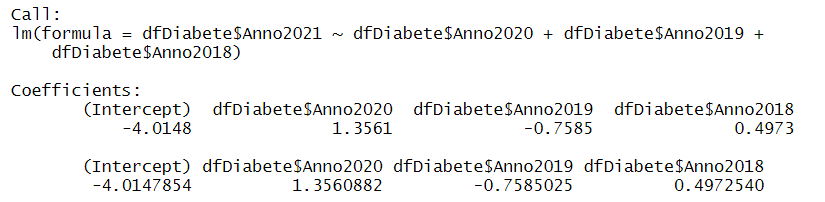 Call:
lm(formula = dfDiabete$Anno2021 ~ dfDiabete$Anno2020 + dfDiabete$Anno2019 +
dfDiabete$Anno2018)
Coefficients:
(Intercept) dfDiabete$Anno2020 dfDiabete$Anno2019 dfDiabete$Anno2018
-4.0148 1.3561 -0.7585 0.4973
(Intercept) dfDiabete$Anno2020 dfDiabete$Anno2019 dfDiabete$Anno2018
-4.0147854 1.3560882 -0.7585025 0.4972540